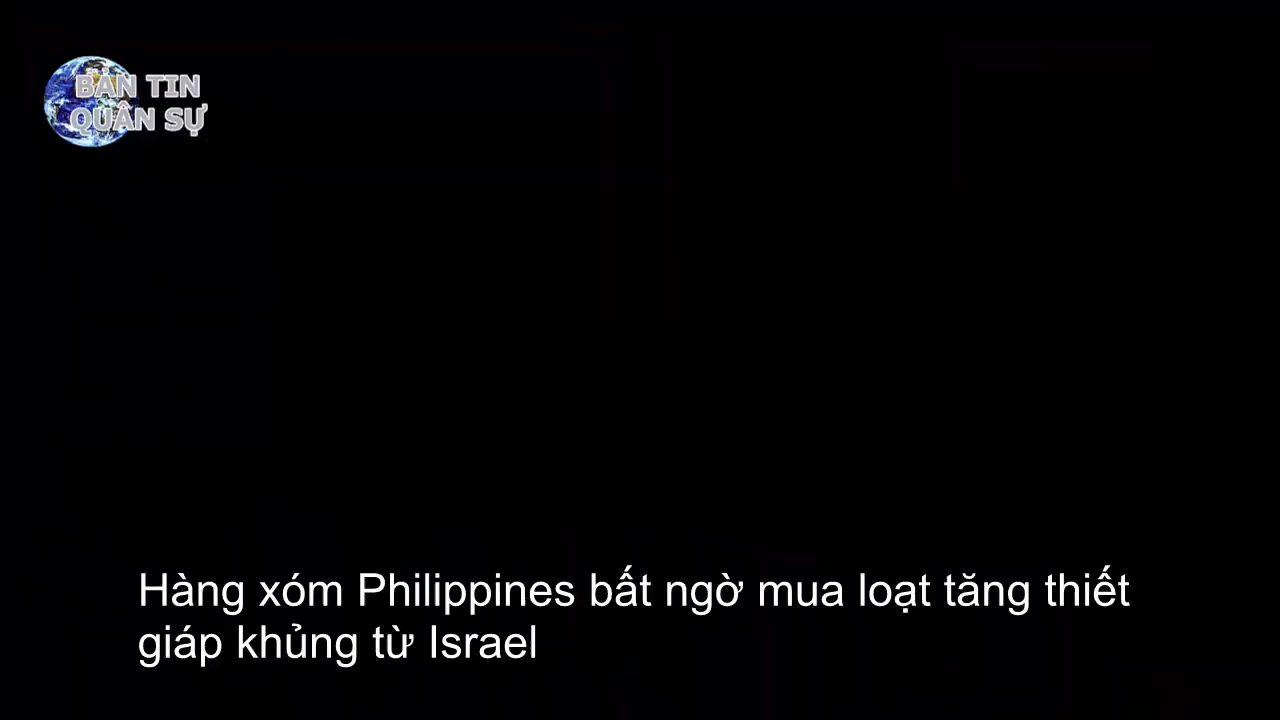 BẢN TIN
QUÂN SỰ
Hàng xóm Philippines bất ngờ mua loạt tăng thiết
giáp khủng từ Israel